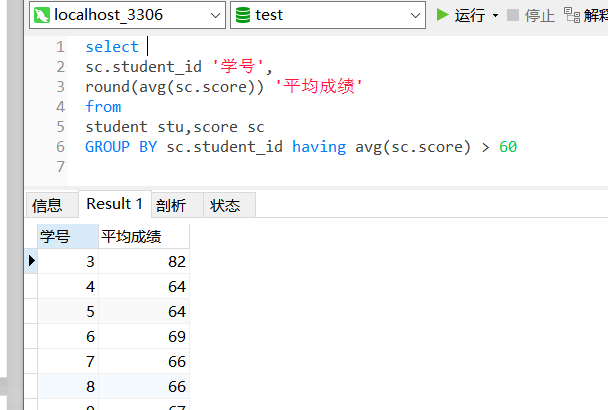 localhost_3306 test 运行 停止 解释
1 select
2 sc.student_id '学号',
3 round(avg(sc.score)) '平均成绩'
4 from
5 student stu,score sc
6 GROUP BY sc.student_id having avg(sc.score) > 60
7
信息 Result 1 剖析 状态
学号 平均成绩
3 82
4 64
5 64
6 69
7 66
8 66